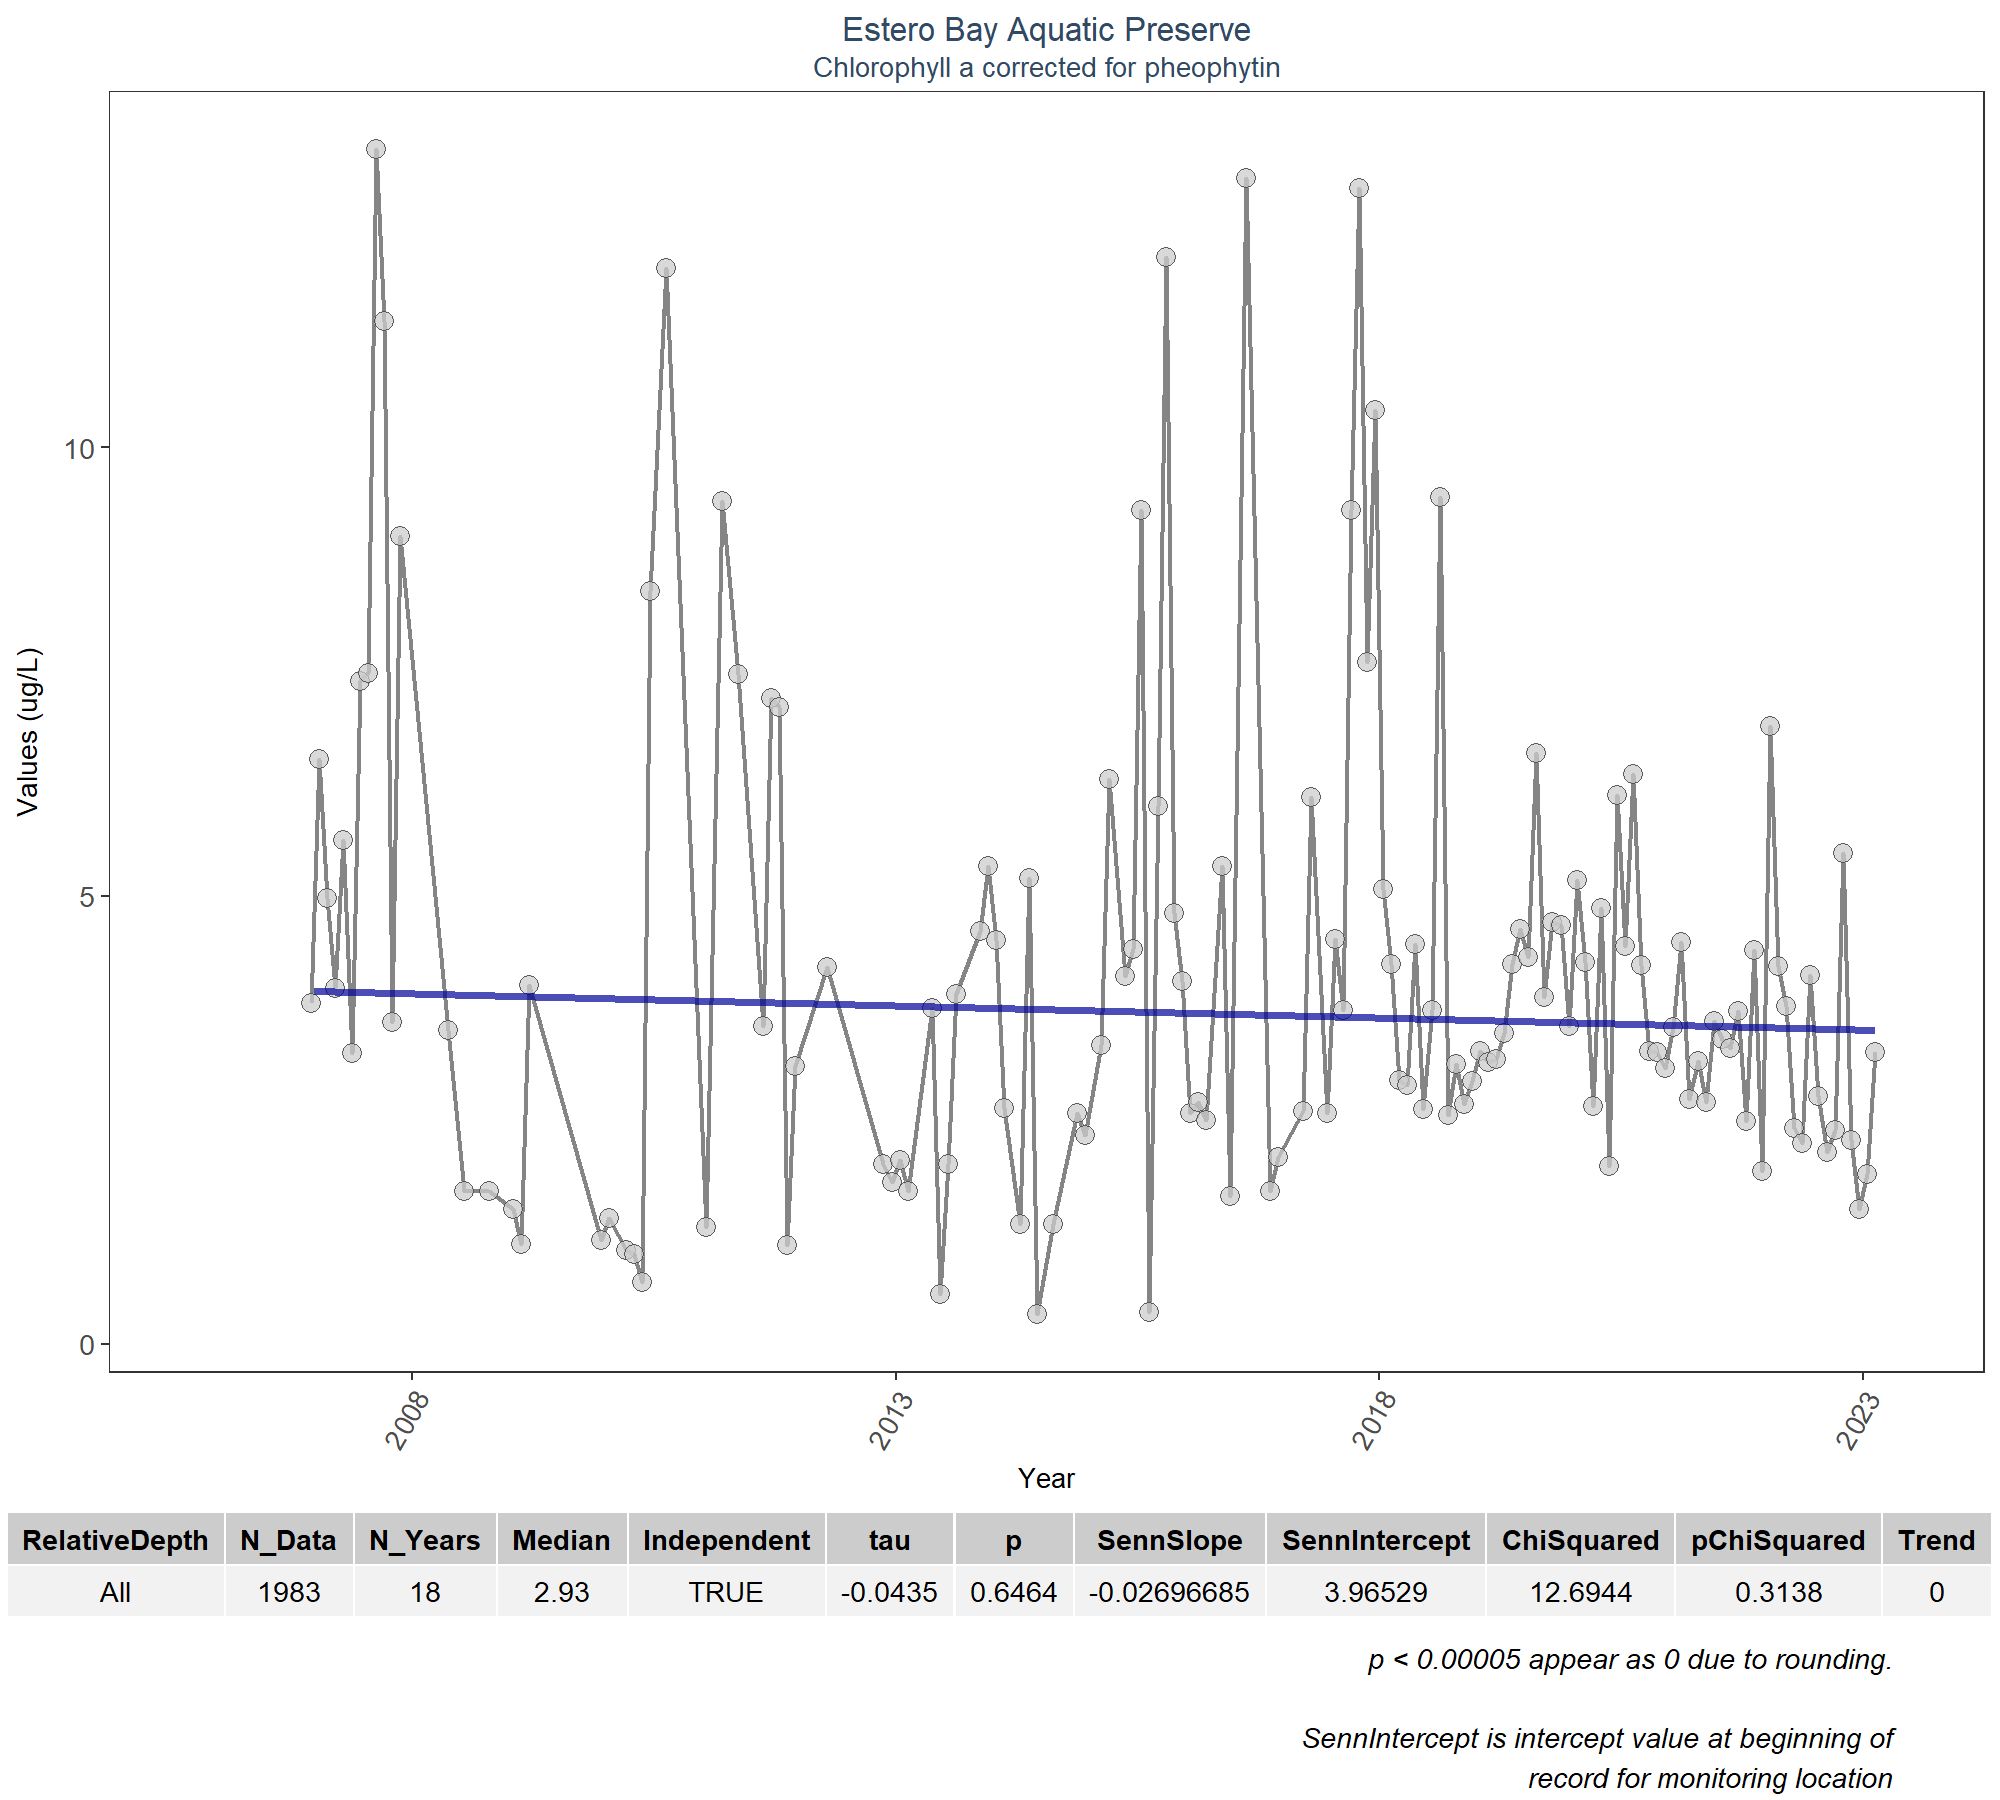 Estero Bay Aquatic Preserve
Chlorophyll a corrected for pheophytin
Values (ug/L)
10
5
0
2008 2013 2018 2023
Year
RelativeDepth N_Data N_Years Median Independent tau p SennSlope SennIntercept ChiSquared pChiSquared Trend
All 1983 18 2.93 TRUE -0.0435 0.6464 -0.02696685 3.96529 12.6944 0.3138 0
p < 0.00005 appear as 0 due to rounding.
SennIntercept is intercept value at beginning of
record for monitoring location